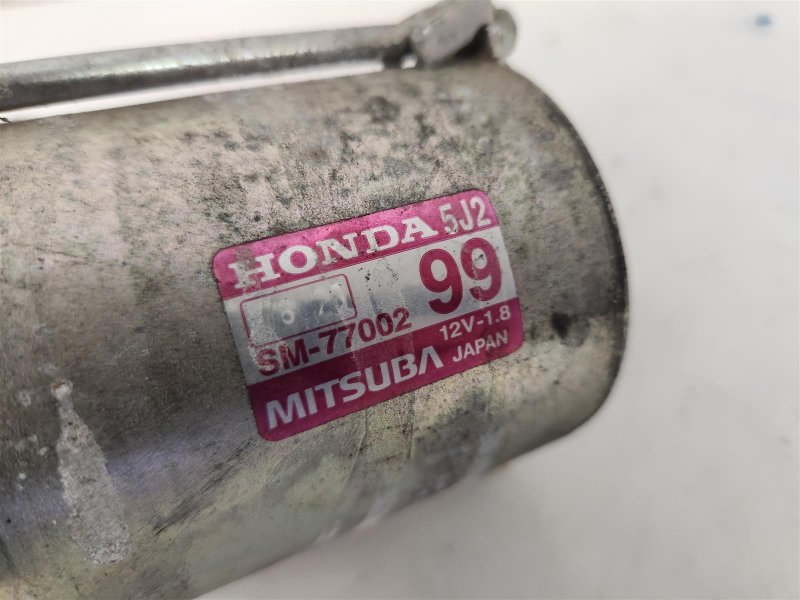 HONDA 5J2
99
SM-77002
12V-1.8
MITSUBA JAPAN